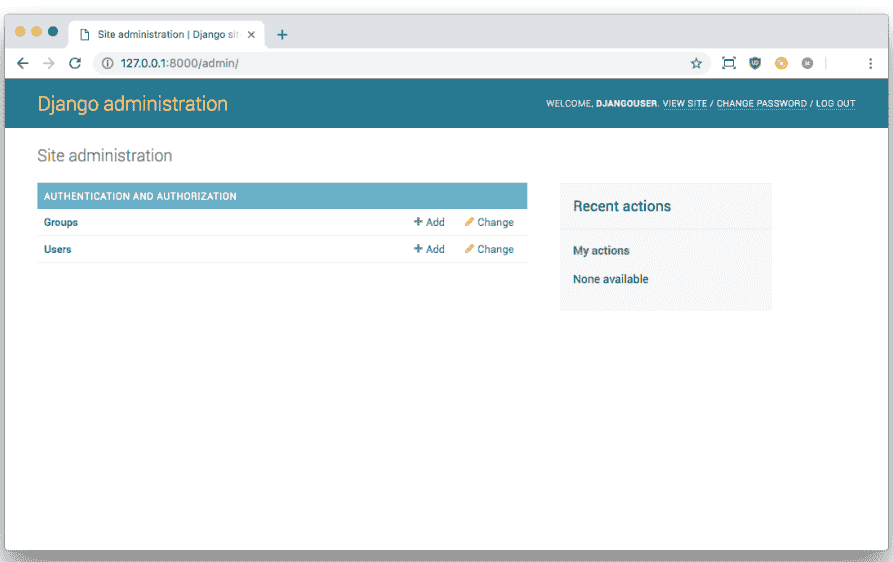 Site administration | Django sit
127.0.0.1:8000/admin/
Django administration
WELCOME, DJANGOUSER. VIEW SITE / CHANGE PASSWORD / LOG OUT
Site administration
AUTHENTICATION AND AUTHORIZATION
Groups Add Change
Users Add Change
Recent actions
My actions
None available